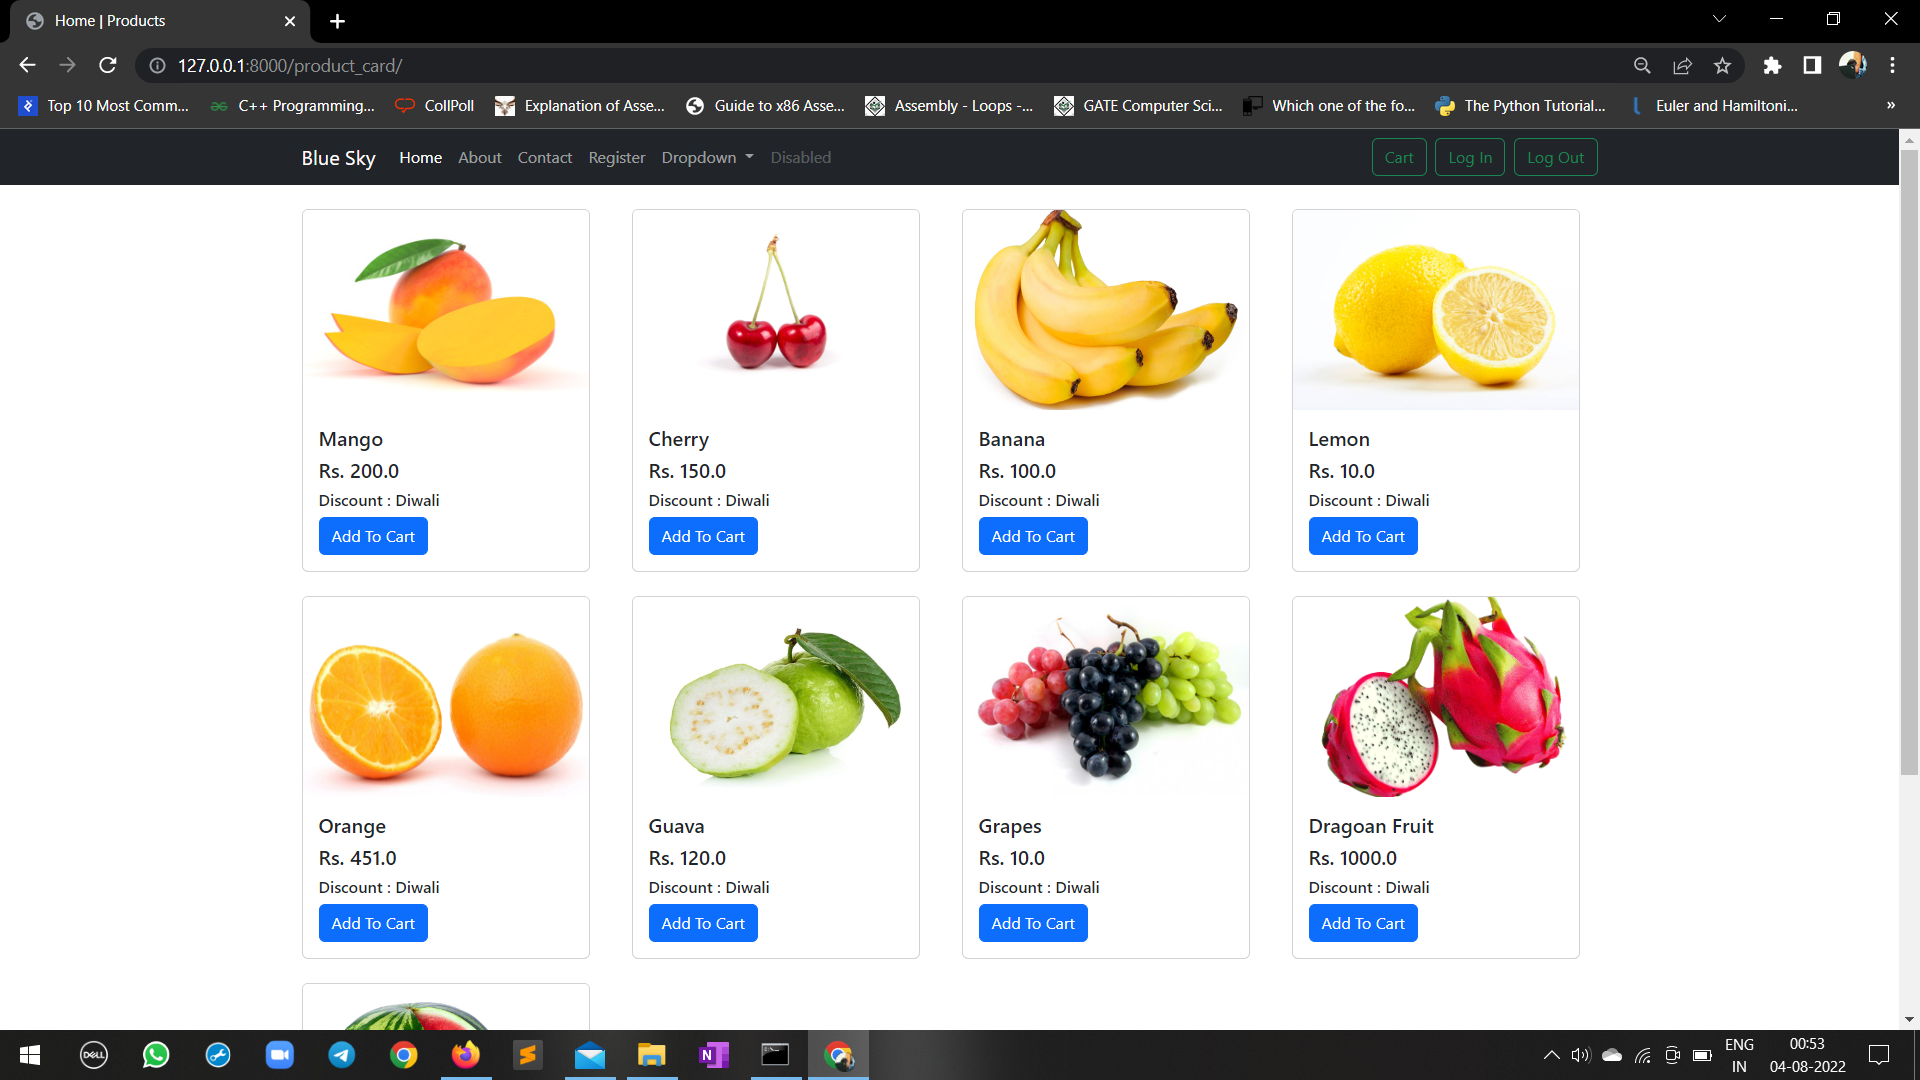 Home | Products
127.0.0.1:8000/product_card/
Top 10 Most Comm...
C++ Programming...
CollPoll
Explanation of Asse...
Guide to x86 Asse...
Assembly - Loops -...
GATE Computer Sci...
Which one of the fo...
The Python Tutorial...
Euler and Hamiltoni...
»
Blue Sky Home About Contact Register Dropdown Disabled Cart Log In Log Out
Mango
Rs. 200.0
Discount : Diwali
Add To Cart
Cherry
Rs. 150.0
Discount : Diwali
Add To Cart
Banana
Rs. 100.0
Discount : Diwali
Add To Cart
Lemon
Rs. 10.0
Discount : Diwali
Add To Cart
Orange
Rs. 451.0
Discount : Diwali
Add To Cart
Guava
Rs. 120.0
Discount : Diwali
Add To Cart
Grapes
Rs. 10.0
Discount : Diwali
Add To Cart
Dragoan Fruit
Rs. 1000.0
Discount : Diwali
Add To Cart
DELL
N
ENG
IN
00:53
04-08-2022